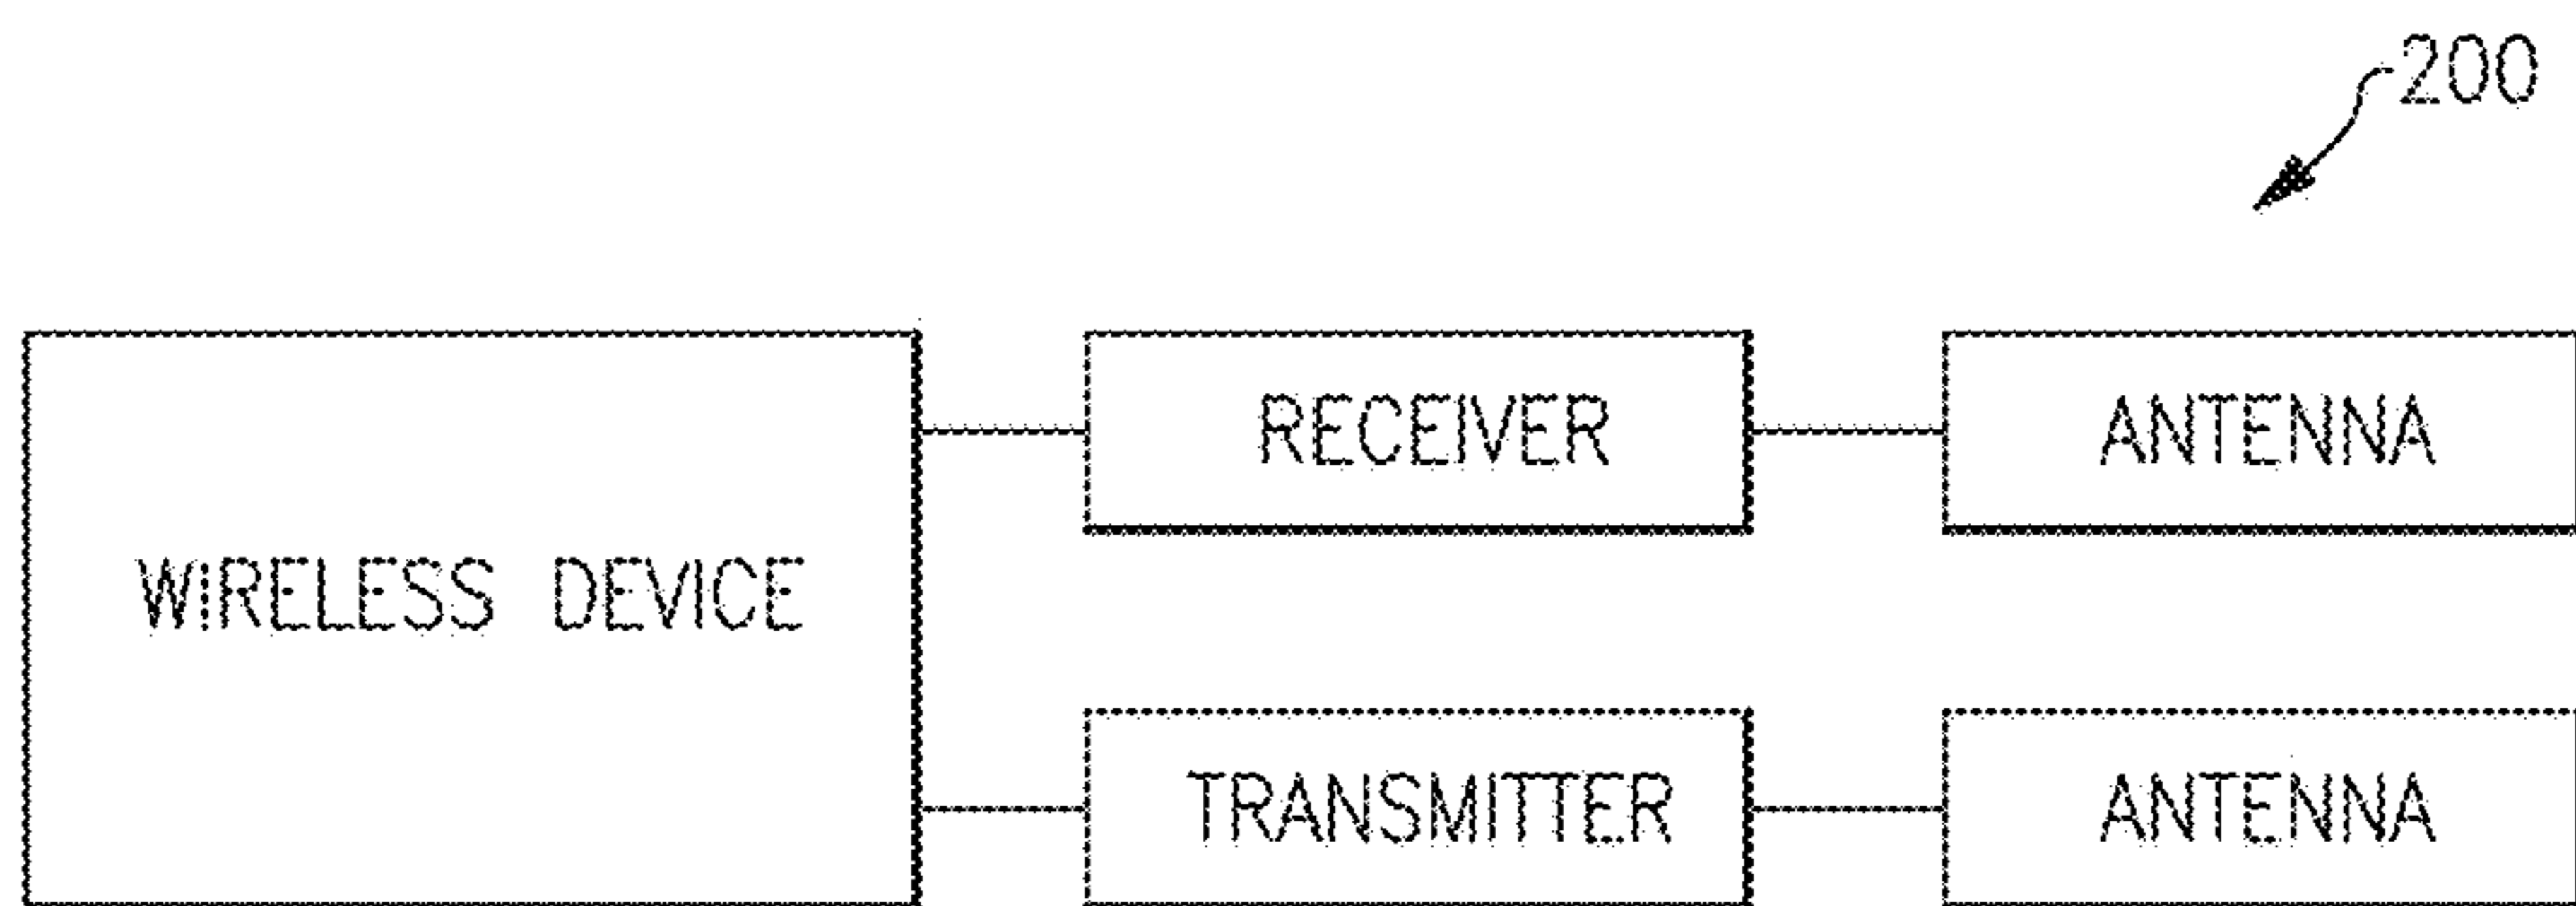 200
RECEIVER
ANTENNA
WIRELESS DEVICE
TRANSMITTER
ANTENNA